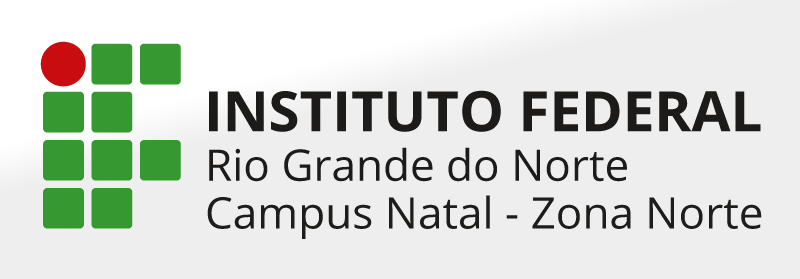 INSTITUTO FEDERAL
Rio Grande do Norte
Campus Natal - Zona Norte